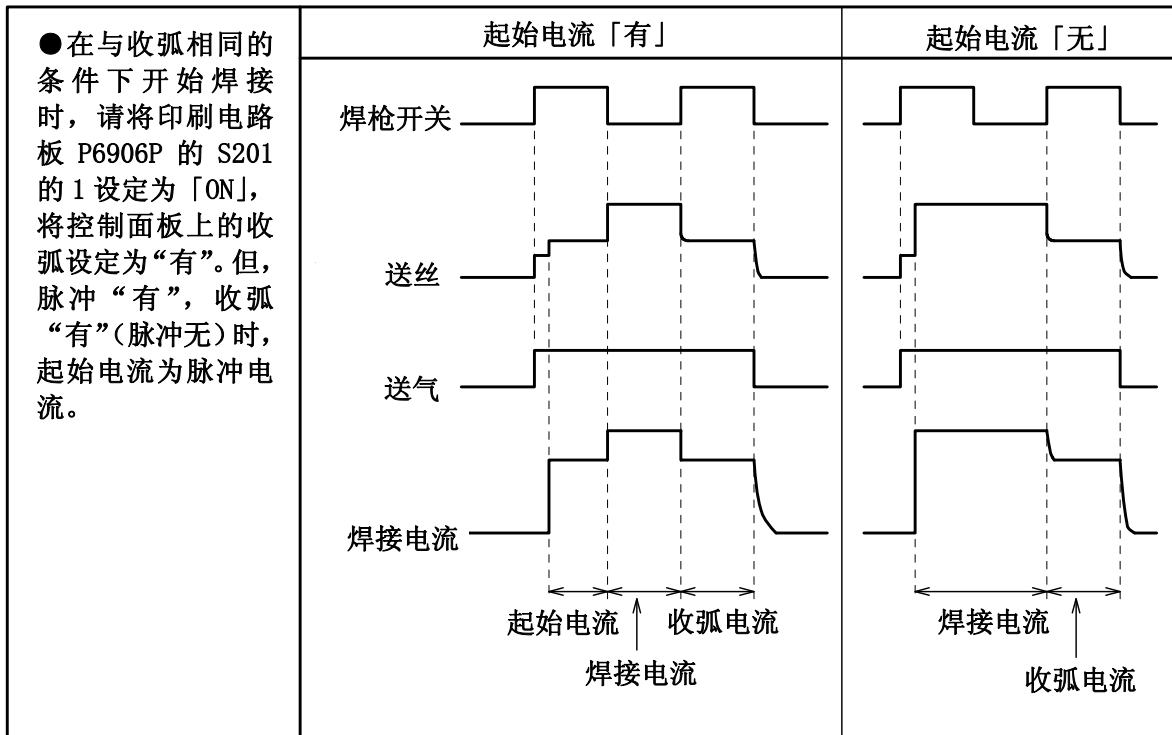 ●在与收弧相同的
条件下开始焊接
时，请将印刷电路
板 P6906P 的 S201
的1设定为「ON」，
将控制面板上的收
弧设定为“有”。但，
脉冲“有”，收弧
“有”（脉冲无）时，
起始电流为脉冲电
流。
起始电流「有」
焊枪开关
送丝
送气
焊接电流
起始电流
收弧电流
焊接电流
起始电流「无」
焊接电流
收弧电流